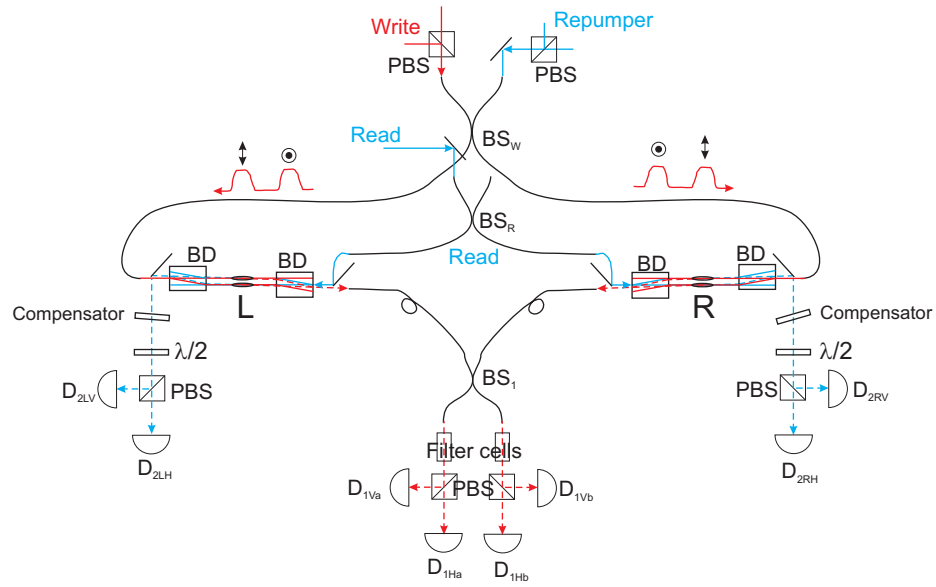 Write
Repumper
PBS
PBS
Read
BS_W
BS_R
Read
BD
BD
BD
BD
L
R
Compensator
Compensator
λ/2
λ/2
D_2LV
PBS
PBS
D_2RV
D_2LH
D_2RH
BS_1
Filter cells
D_1Va
PBS
D_1Vb
D_1Ha
D_1Hb